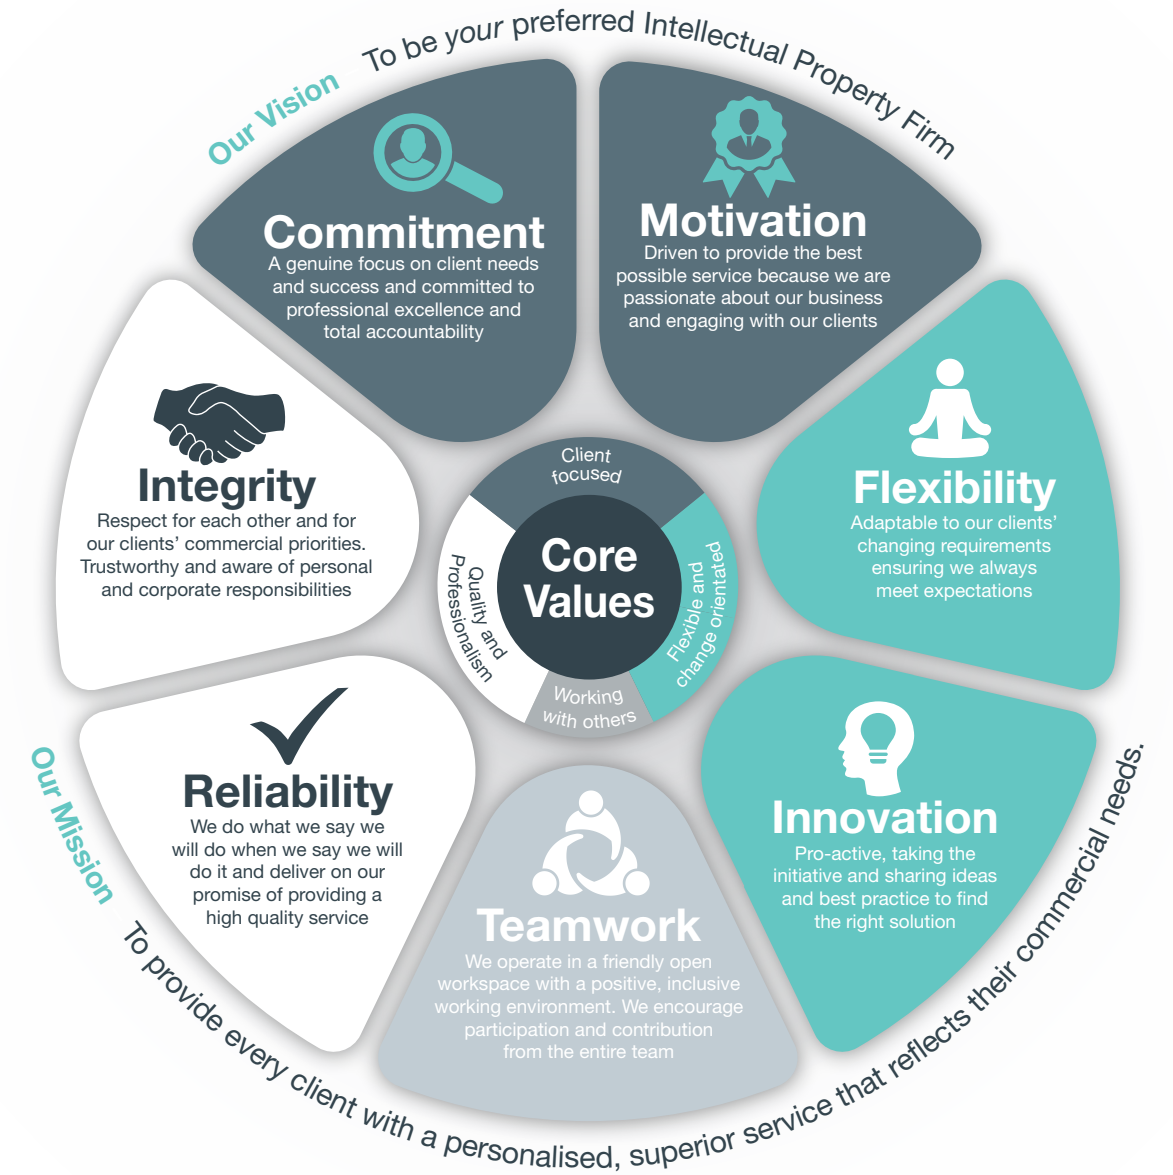 Our Vision To be your preferred Intellectual Property Firm
Commitment
A genuine focus on client needs
and success and committed to
professional excellence and
total accountability
Motivation
Driven to provide the best
possible service because we are
passionate about our business
and engaging with our clients
Flexibility
Adaptable to our clients'
changing requirements
ensuring we always
meet expectations
Innovation
Pro-active, taking the
initiative and sharing ideas
and best practice to find
the right solution
Teamwork
We operate in a friendly open
workspace with a positive, inclusive
working environment. We encourage
participation and contribution
from the entire team
Reliability
We do what we say we
will do when we say we will
do it and deliver on our
promise of providing a
high quality service
Integrity
Respect for each other and for
our clients' commercial priorities.
Trustworthy and aware of personal
and corporate responsibilities
Client
focused
Flexible and
change orientated
Working
with others
Quality and
Professionalism
Core
Values
Our Mission To provide every client with a personalised, superior service that reflects their commercial needs.